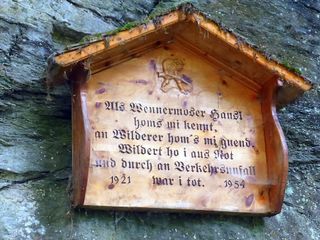 Als Wennermoser Hansl
homs mi kennt,
an Wilderer hom's mi gnend.
Wildert ho i aus Not
und durch an Verkehrsunfall
1921 war i tot. 1954